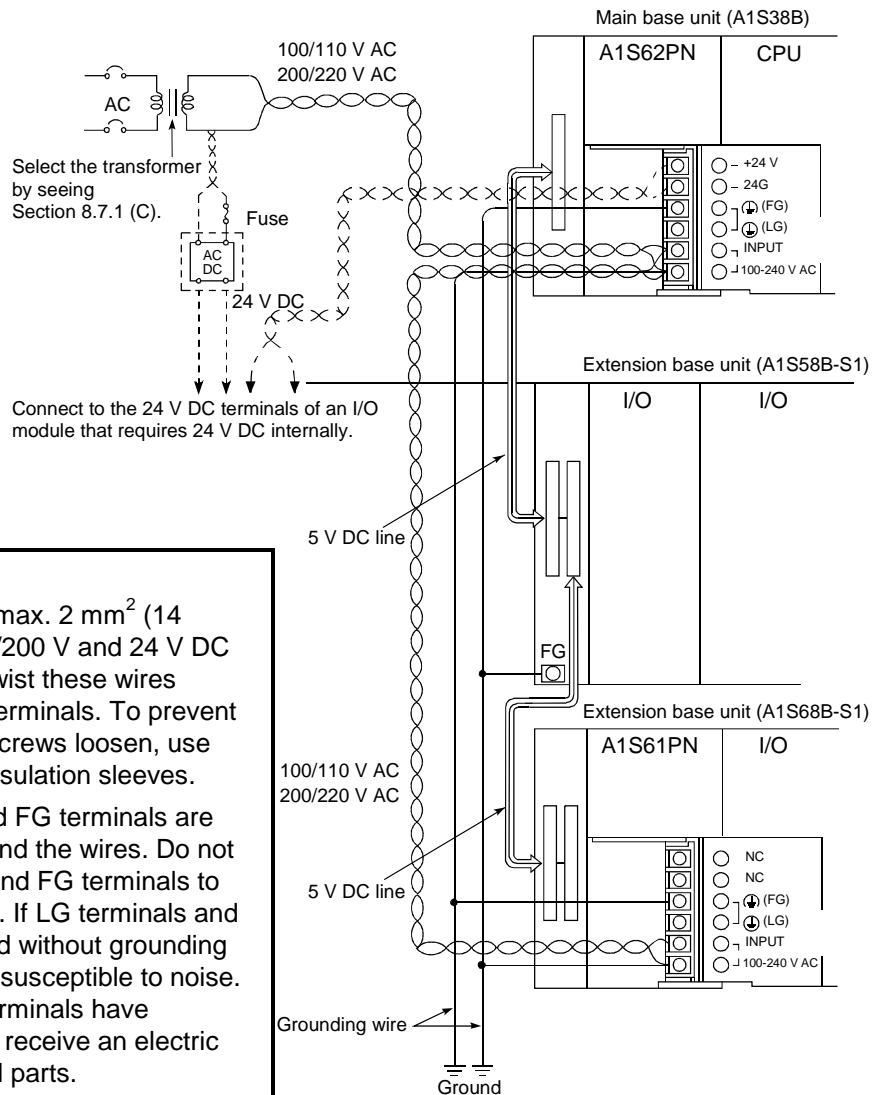 Main base unit (A1S38B)
A1S62PN
CPU
100/110 V AC
200/220 V AC
AC
Select the transformer
by seeing
Section 8.7.1 (C).
Fuse
AC
DC
24 V DC
+24 V
24G
(FG)
(LG)
INPUT
100-240 V AC
Connect to the 24 V DC terminals of an I/O
module that requires 24 V DC internally.
Extension base unit (A1S58B-S1)
I/O
I/O
5 V DC line
FG
max. 2 mm² (14
/200 V and 24 V DC
wist these wires
erminals. To prevent
crews loosen, use
sulation sleeves.
d FG terminals are
nd the wires. Do not
nd FG terminals to
. If LG terminals and
d without grounding
susceptible to noise.
rminals have
receive an electric
l parts.
Extension base unit (A1S68B-S1)
A1S61PN
I/O
100/110 V AC
200/220 V AC
5 V DC line
NC
NC
(FG)
(LG)
INPUT
100-240 V AC
Grounding wire
Ground